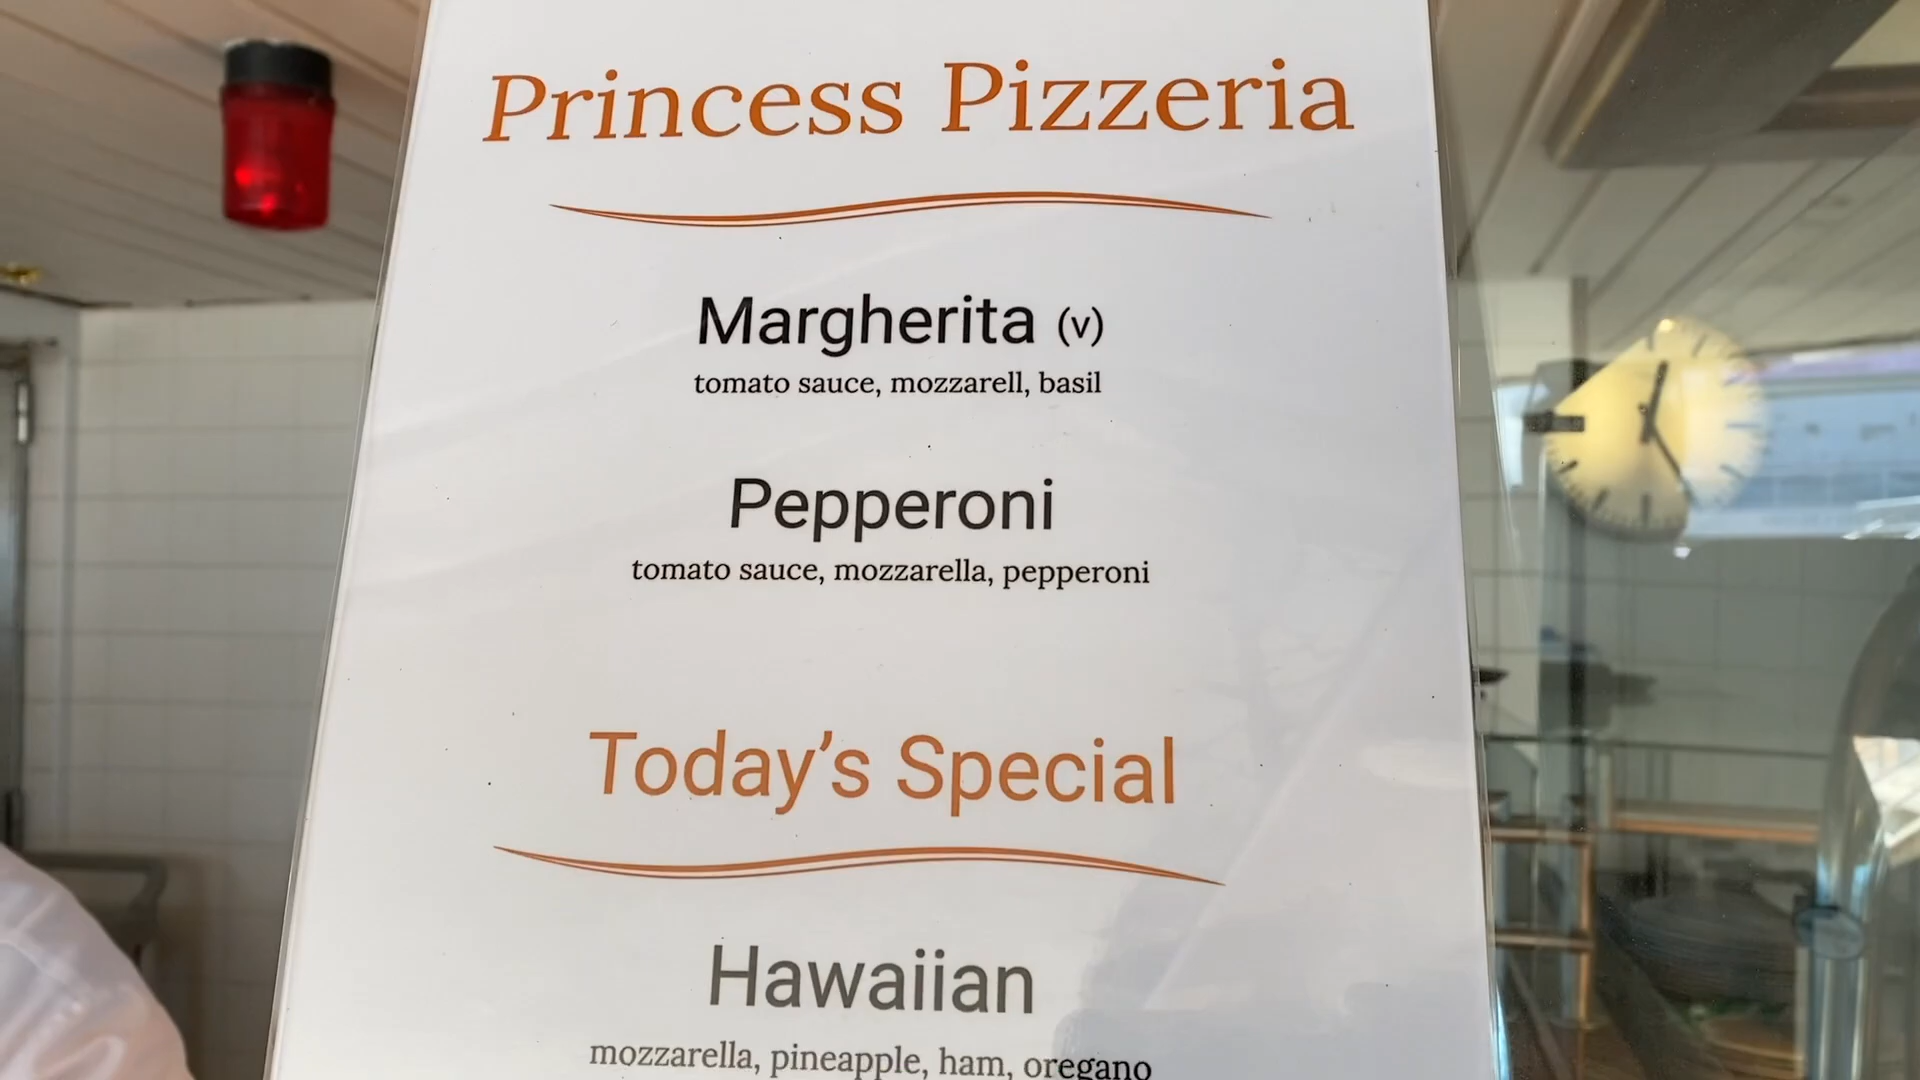 Princess Pizzeria
Margherita (v)
tomato sauce, mozzarell, basil
Pepperoni
tomato sauce, mozzarella, pepperoni
Today’s Special
Hawaiian
mozzarella, pineapple, ham, oregano